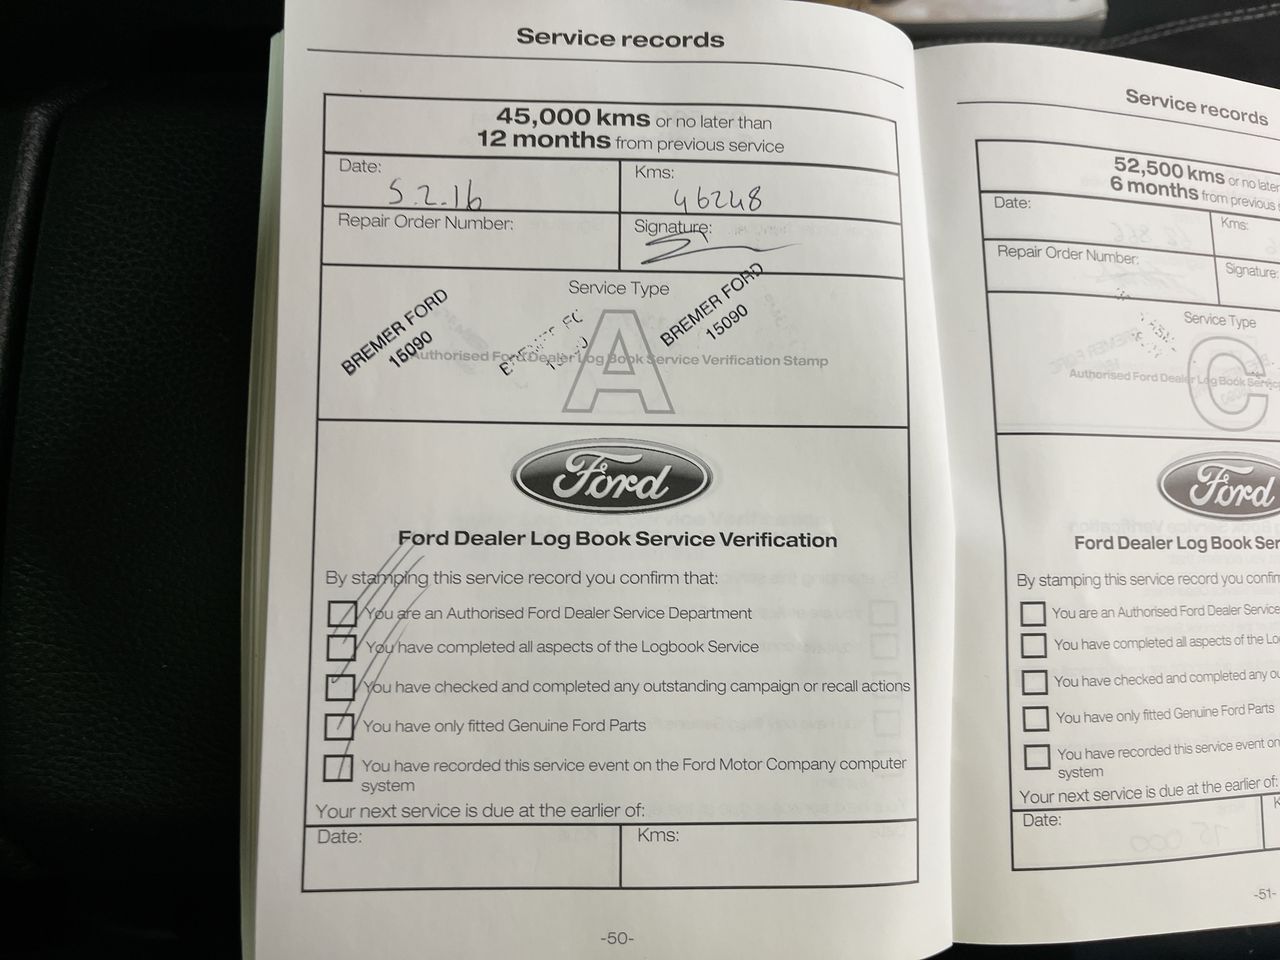 Service records
45,000 kms or no later than
12 months from previous service
Date:
5.2.16
Kms:
46248
Repair Order Number:
Signature:
Service Type
BREMER FORD
15090
BREMER FORD
15090
A
Authorised Ford Dealer Log Book Service Verification Stamp
Ford
Ford Dealer Log Book Service Verification
By stamping this service record you confirm that:
You are an Authorised Ford Dealer Service Department
You have completed all aspects of the Logbook Service
You have checked and completed any outstanding campaign or recall actions
You have only fitted Genuine Ford Parts
You have recorded this service event on the Ford Motor Company computer
system
Your next service is due at the earlier of:
Date:
Kms:
-50-
Service records
52,500 kms or no later
6 months from previous
Date:
Kms:
Repair Order Number:
Signature:
Service Type
C
Authorised Ford Dealer Log Book
Ford
Ford Dealer Log Book
By stamping this service record you
You are an Authorised Ford Dealer Service
You have completed all aspects of the
You have checked and completed any
You have only fitted Genuine Ford Parts
You have recorded this service event on
system
Your next service is due at the earlier of:
Date:
-51-